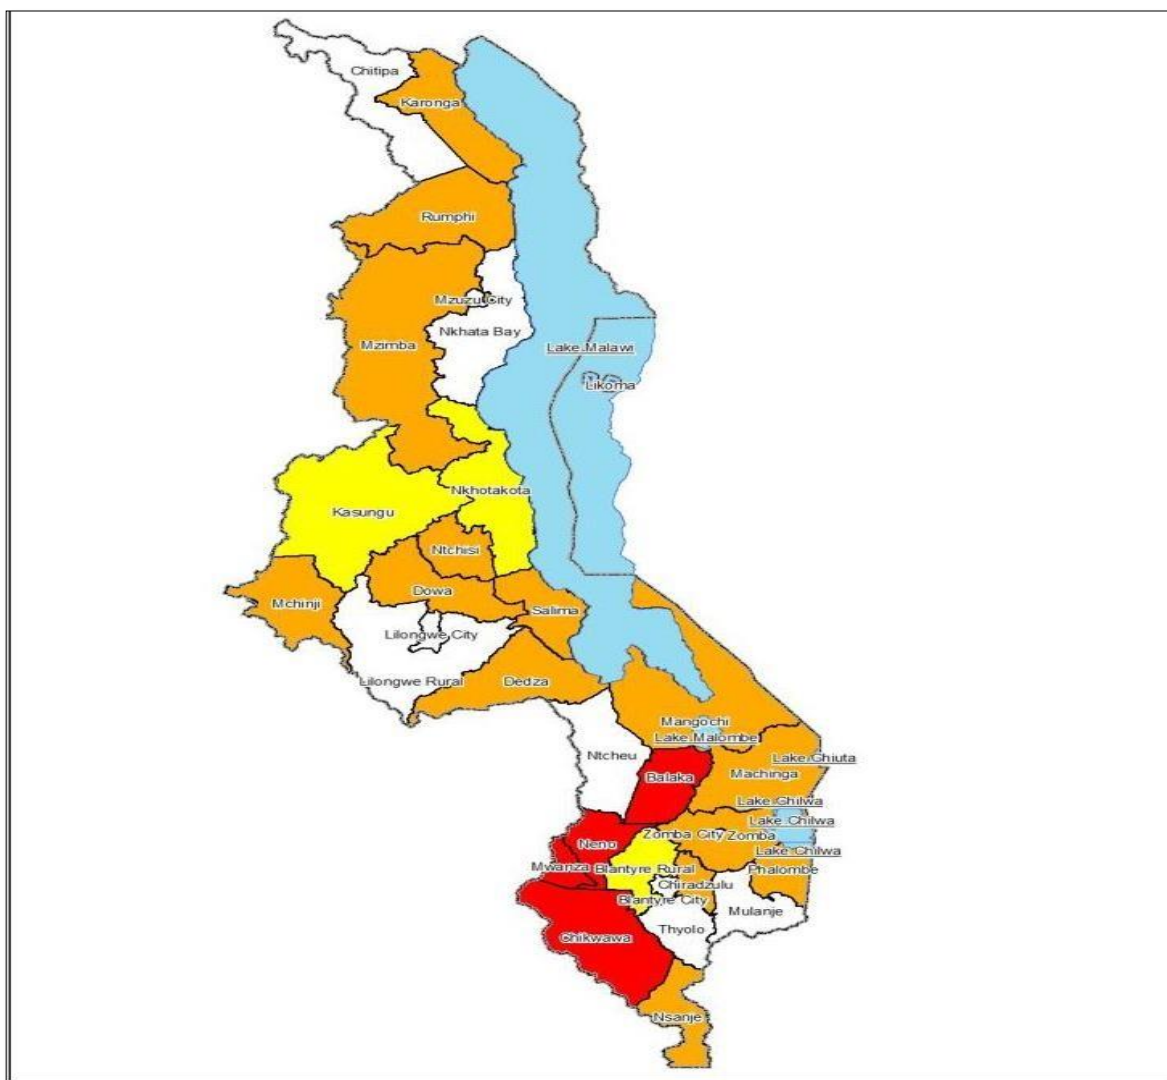 Chitipa
Karonga
Rumphi
Mzuzu City
Nkhata Bay
Mzimba
Lake Malawi
Likoma
Nkhotakota
Kasungu
Ntchisi
Dowa
Mchinji
Salima
Lilongwe City
Lilongwe Rural
Dedza
Mangochi
Lake Malombe
Ntcheu
Lake Chiuta
Balaka
Machinga
Lake Chilwa
Lake Chilwa
Zomba City
Zomba
Neno
Lake Chilwa
Mwanza
Blantyre Rural
Phalombe
Chiradzulu
Blantyre City
Mulanje
Thyolo
Chikwawa
Nsanje